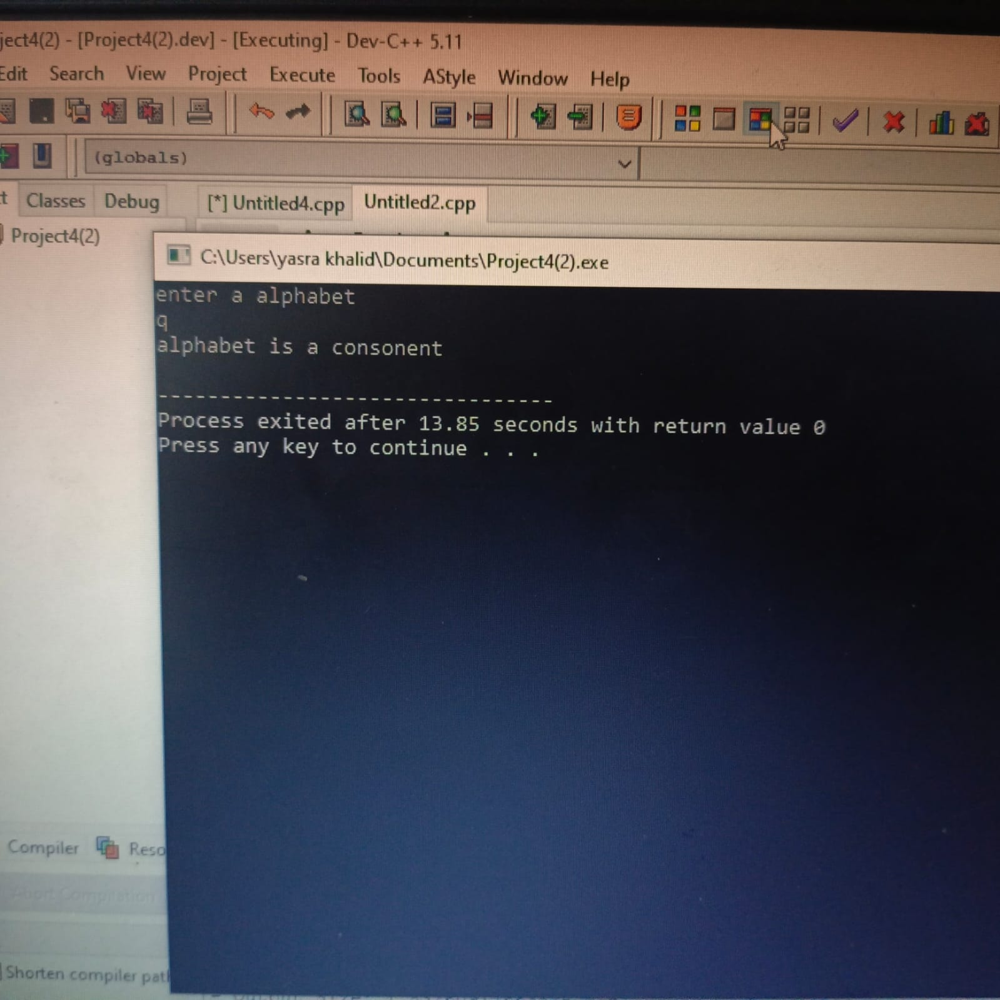 ject4(2) - [Project4(2).dev] - [Executing] - Dev-C++ 5.11
Edit Search View Project Execute Tools AStyle Window Help
(globals)
t Classes Debug [*] Untitled4.cpp Untitled2.cpp
Project4(2)
C:\Users\yasra khalid\Documents\Project4(2).exe
enter a alphabet
q
alphabet is a consonent
--------------------------------
Process exited after 13.85 seconds with return value 0
Press any key to continue . . .
Compiler Reso
Abort Compilation
Shorten compiler pat